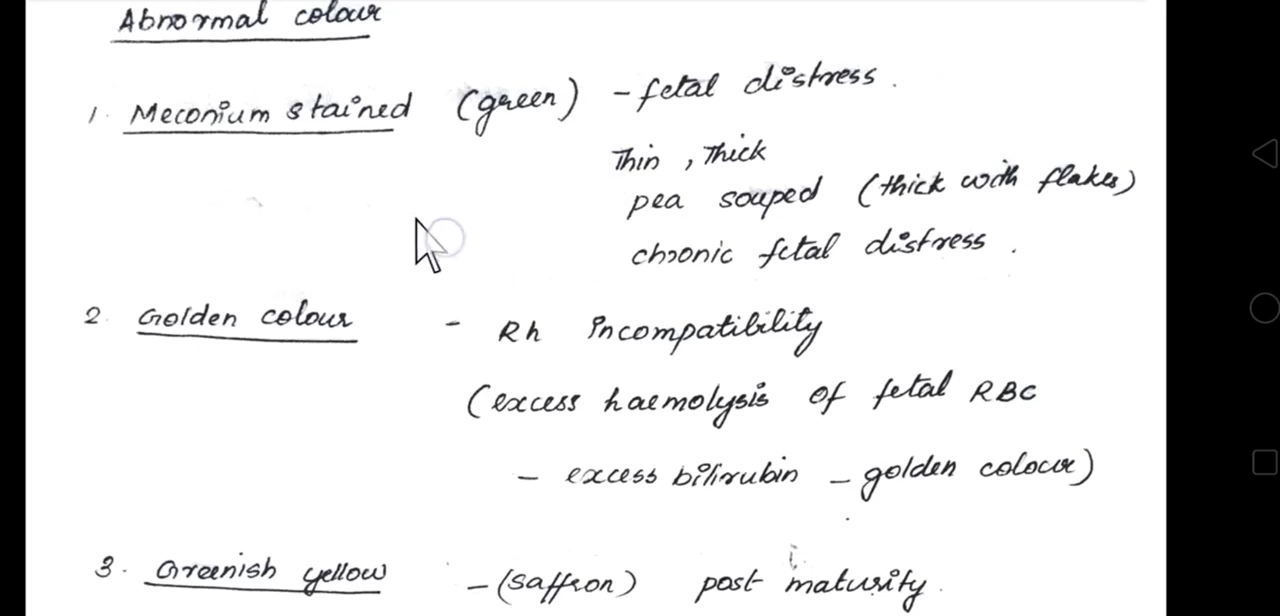 Abnormal colour
1. Meconium stained (green) - fetal distress.
Thin, Thick
pea souped (thick with flakes)
chronic fetal distress.
2. Golden colour - Rh incompatibility
(excess haemolysis of fetal RBC
- excess bilirubin - golden colour)
3. Greenish yellow - (saffron) post maturity.